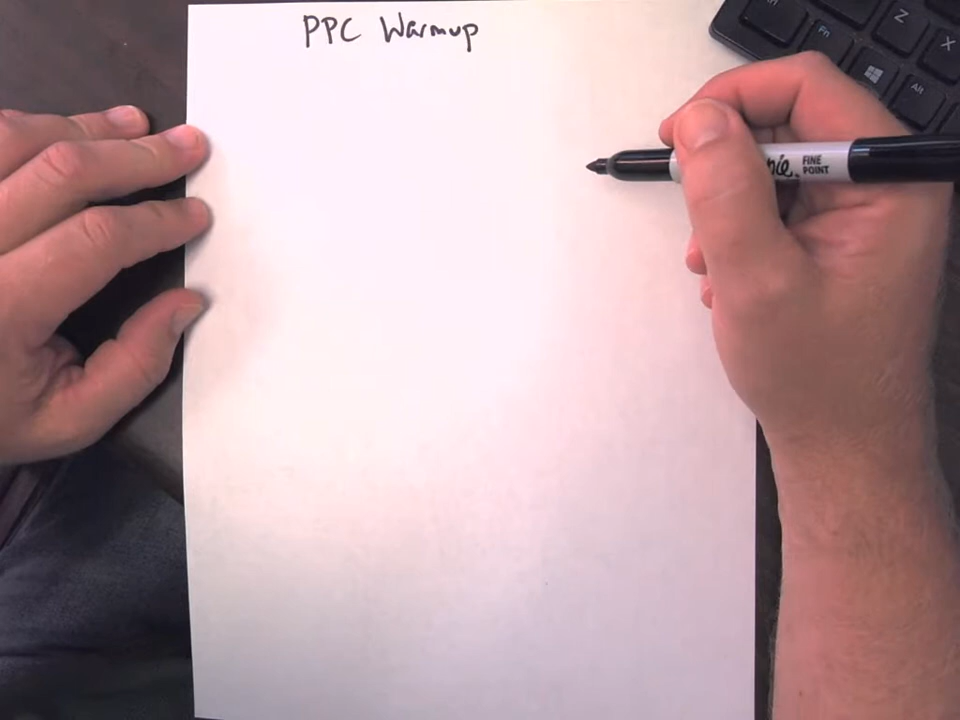 PPC Warmup
Fn
Z
X
Alt
FINE
POINT